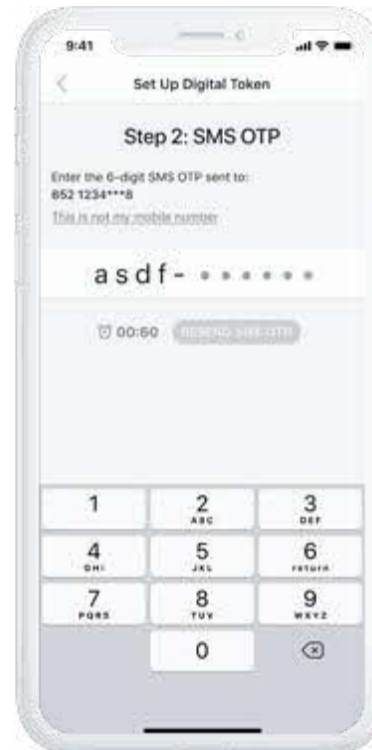 9:41
Set Up Digital Token
Step 2: SMS OTP
Enter the 6-digit SMS OTP sent to:
852 1234***8
This is not my mobile number
asdf-
00:60 RESEND SMS OTP
1 2 3
ABC DEF
4 5 6
GHI JKL return
7 8 9
PQRS TUV WXYZ
0